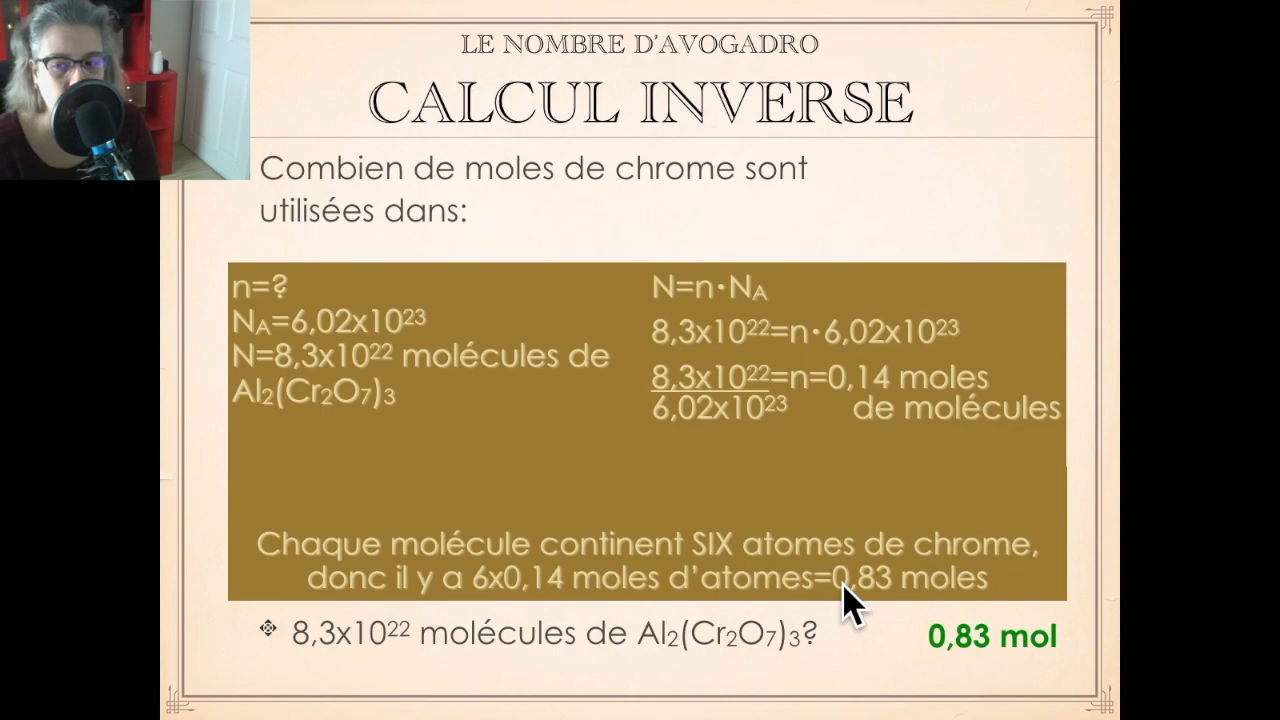 LE NOMBRE D'AVOGADRO
CALCUL INVERSE
Combien de moles de chrome sont
utilisées dans:
n=?
N_A=6,02x10²³
N=8,3x10²² molécules de
Al₂(Cr₂O₇)₃
N=n·N_A
8,3x10²²=n·6,02x10²³
8,3x10²²=n=0,14 moles
6,02x10²³ de molécules
Chaque molécule continent SIX atomes de chrome,
donc il y a 6x0,14 moles d’atomes=0,83 moles
8,3x10²² molécules de Al₂(Cr₂O₇)₃?
0,83 mol